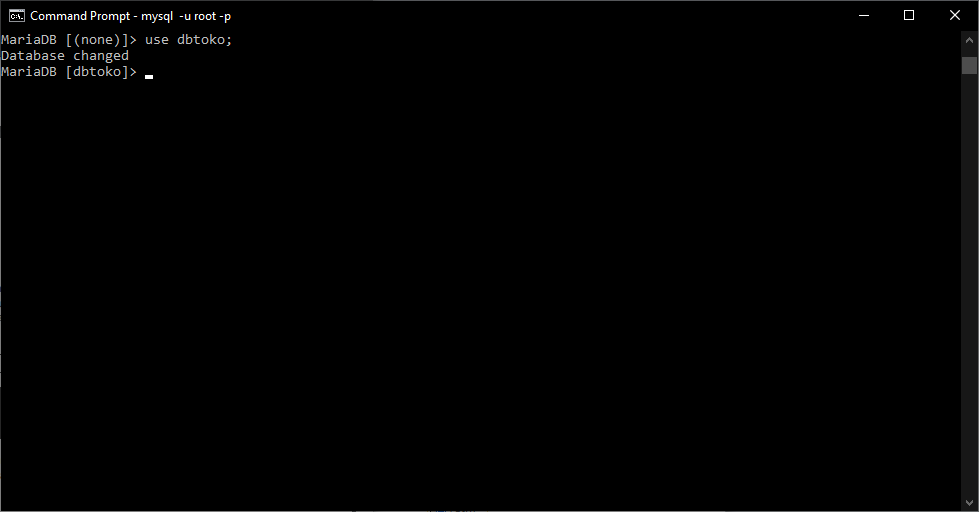 Command Prompt - mysql  -u root -p
MariaDB [(none)]> use dbtoko;
Database changed
MariaDB [dbtoko]>